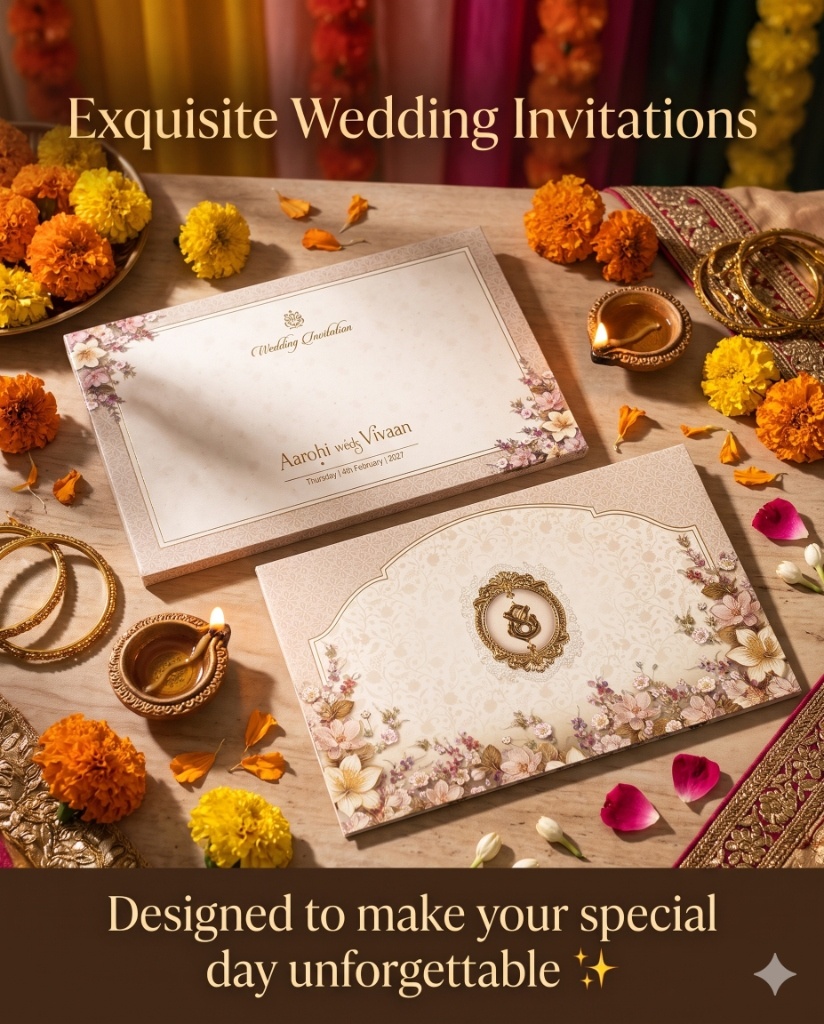 Exquisite Wedding Invitations
Wedding Invitation
Aarohi weds Vivaan
Thursday | 4th February | 2027
Designed to make your special
day unforgettable ✨